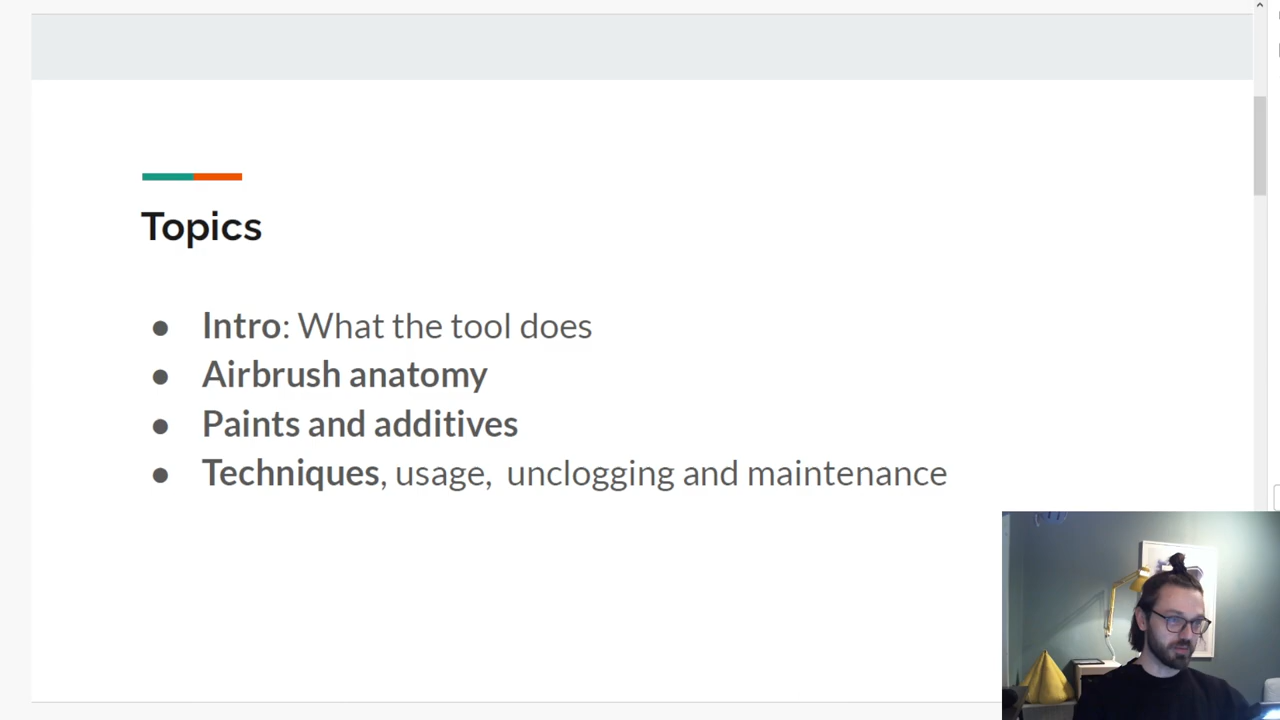 Topics
Intro: What the tool does
Airbrush anatomy
Paints and additives
Techniques, usage, unclogging and maintenance